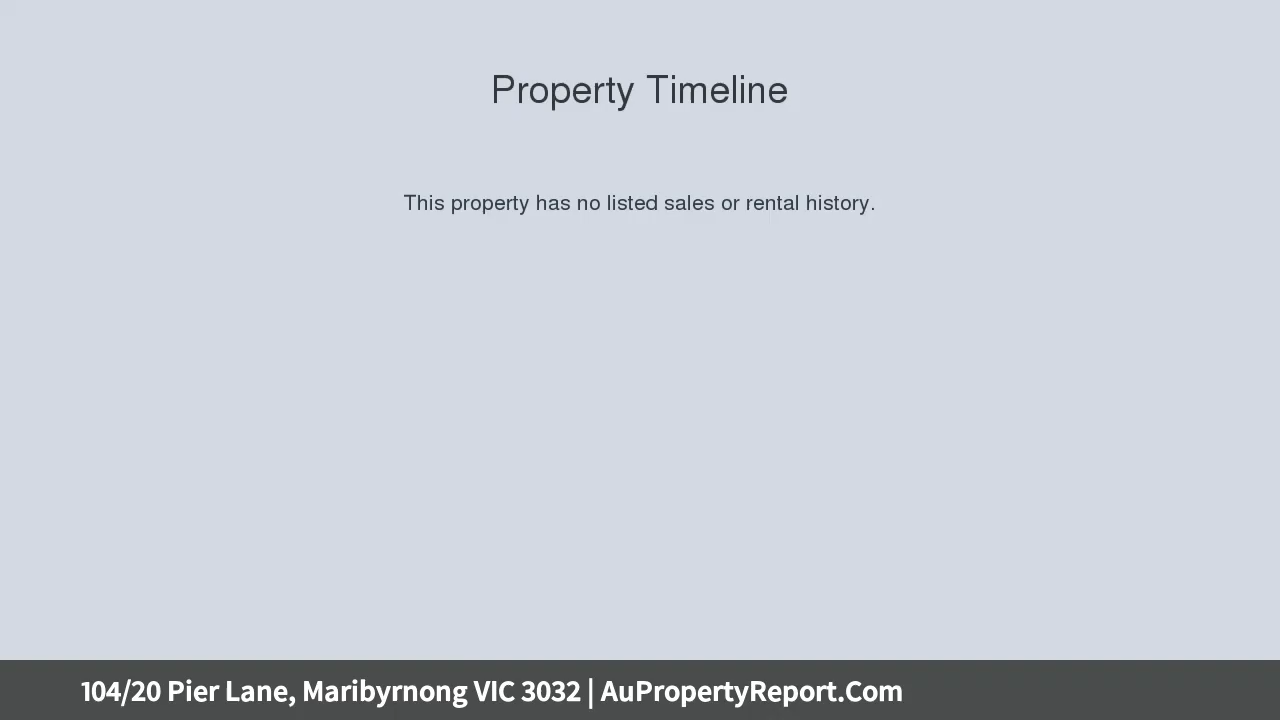 Property Timeline
This property has no listed sales or rental history.
104/20 Pier Lane, Maribyrnong VIC 3032 | AuPropertyReport.Com